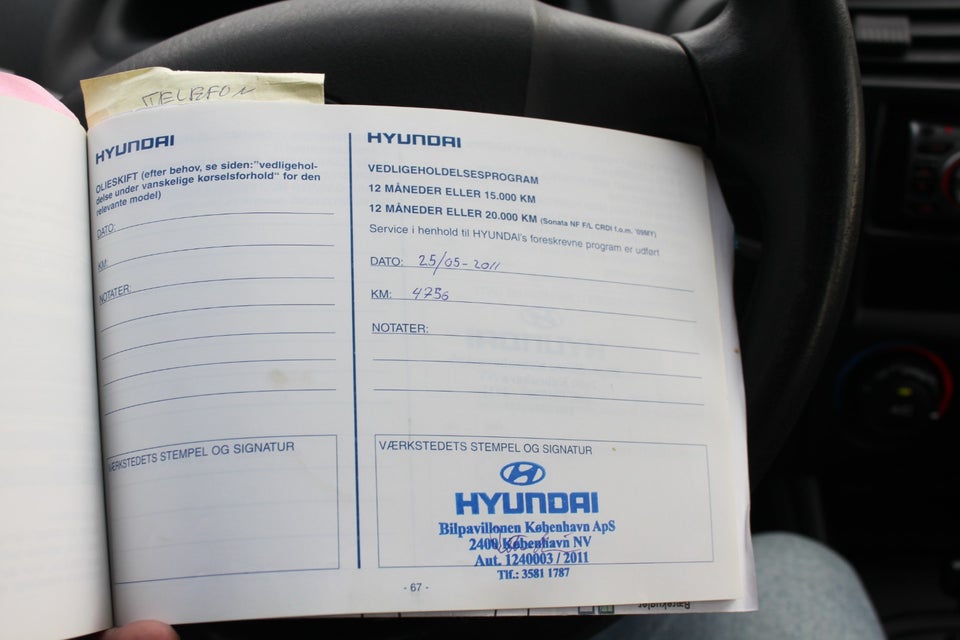 TELEFON
HYUNDAI
OLIESKIFT (efter behov, se siden:"vedligehol-
delse under vanskelige kørselsforhold" for den
relevante model)
DATO:
KM:
NOTATER:
VÆRKSTEDETS STEMPEL OG SIGNATUR
HYUNDAI
VEDLIGEHOLDELSESPROGRAM
12 MÅNEDER ELLER 15.000 KM
12 MÅNEDER ELLER 20.000 KM (Sonata NF F/L CRDI f.o.m. '09MY)
Service i henhold til HYUNDAI's foreskrevne program er udført
DATO: 25/05-2011
KM: 4756
NOTATER:
VÆRKSTEDETS STEMPEL OG SIGNATUR
HYUNDAI
Bilpavillonen København ApS
2400 København NV
Aut. 1240003 / 2011
Tlf.: 3581 1787
- 67 -
Bærekugler